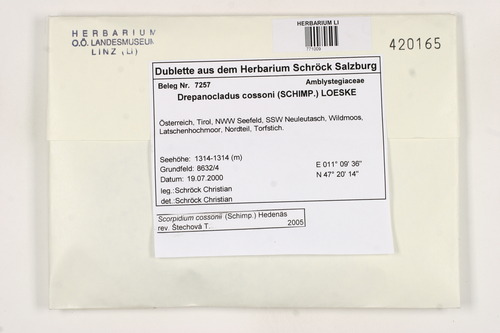 HERBARIUM
O.Ö. LANDESMUSEUM
LINZ (LI)
HERBARIUM LI
420165
Dublette aus dem Herbarium Schröck Salzburg
Beleg Nr. 7257
Amblystegiaceae
Drepanocladus cossoni (SCHIMP.) LOESKE
Österreich, Tirol, NWW Seefeld, SSW Neuleutasch, Wildmoos,
Latschenhochmoor, Nordteil, Torfstich.
Seehöhe: 1314-1314 (m)
Grundfeld: 8632/4
E 011° 09' 36"
Datum: 19.07.2000
N 47° 20' 14"
leg.:Schröck Christian
det.:Schröck Christian
Scorpidium cossonii (Schimp.) Hedenäs
rev. Štechová T. 2005